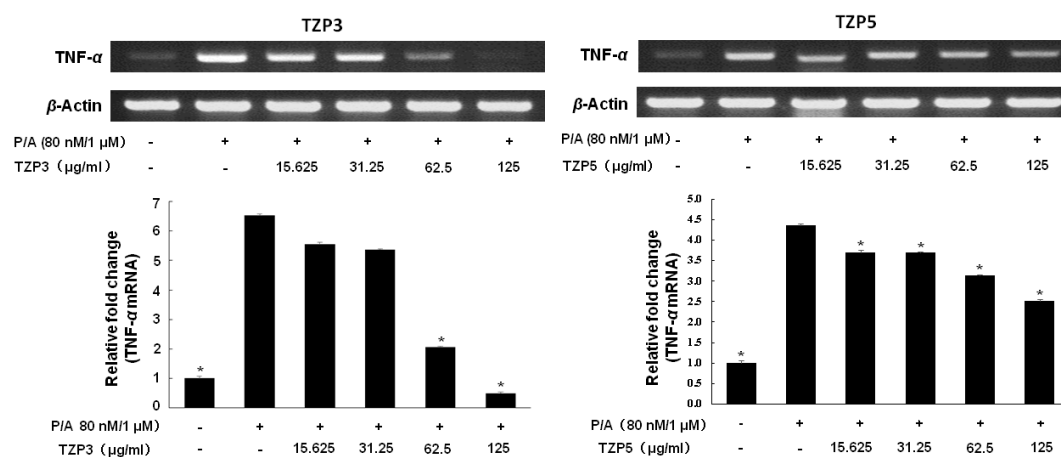 TZP3
TNF-α
β-Actin
P/A (80 nM/1 μM) - + + + + +
TZP3 (μg/ml) - - 15.625 31.25 62.5 125
7
6
5
4
3
2
1
0
Relative fold change
(TNF-α mRNA)
* * *
P/A 80 nM/1 μM) - + + + + +
TZP3 (μg/ml) - - 15.625 31.25 62.5 125
TZP5
TNF-α
β-Actin
P/A (80 nM/1 μM) - + + + + +
TZP5 (μg/ml) - - 15.625 31.25 62.5 125
5.0
4.5
4.0
3.5
3.0
2.5
2.0
1.5
1.0
0.5
0.0
Relative fold change
(TNF-α mRNA)
* * * * *
P/A (80 nM/1 μM) - + + + + +
TZP5 (μg/ml) - - 15.625 31.25 62.5 125